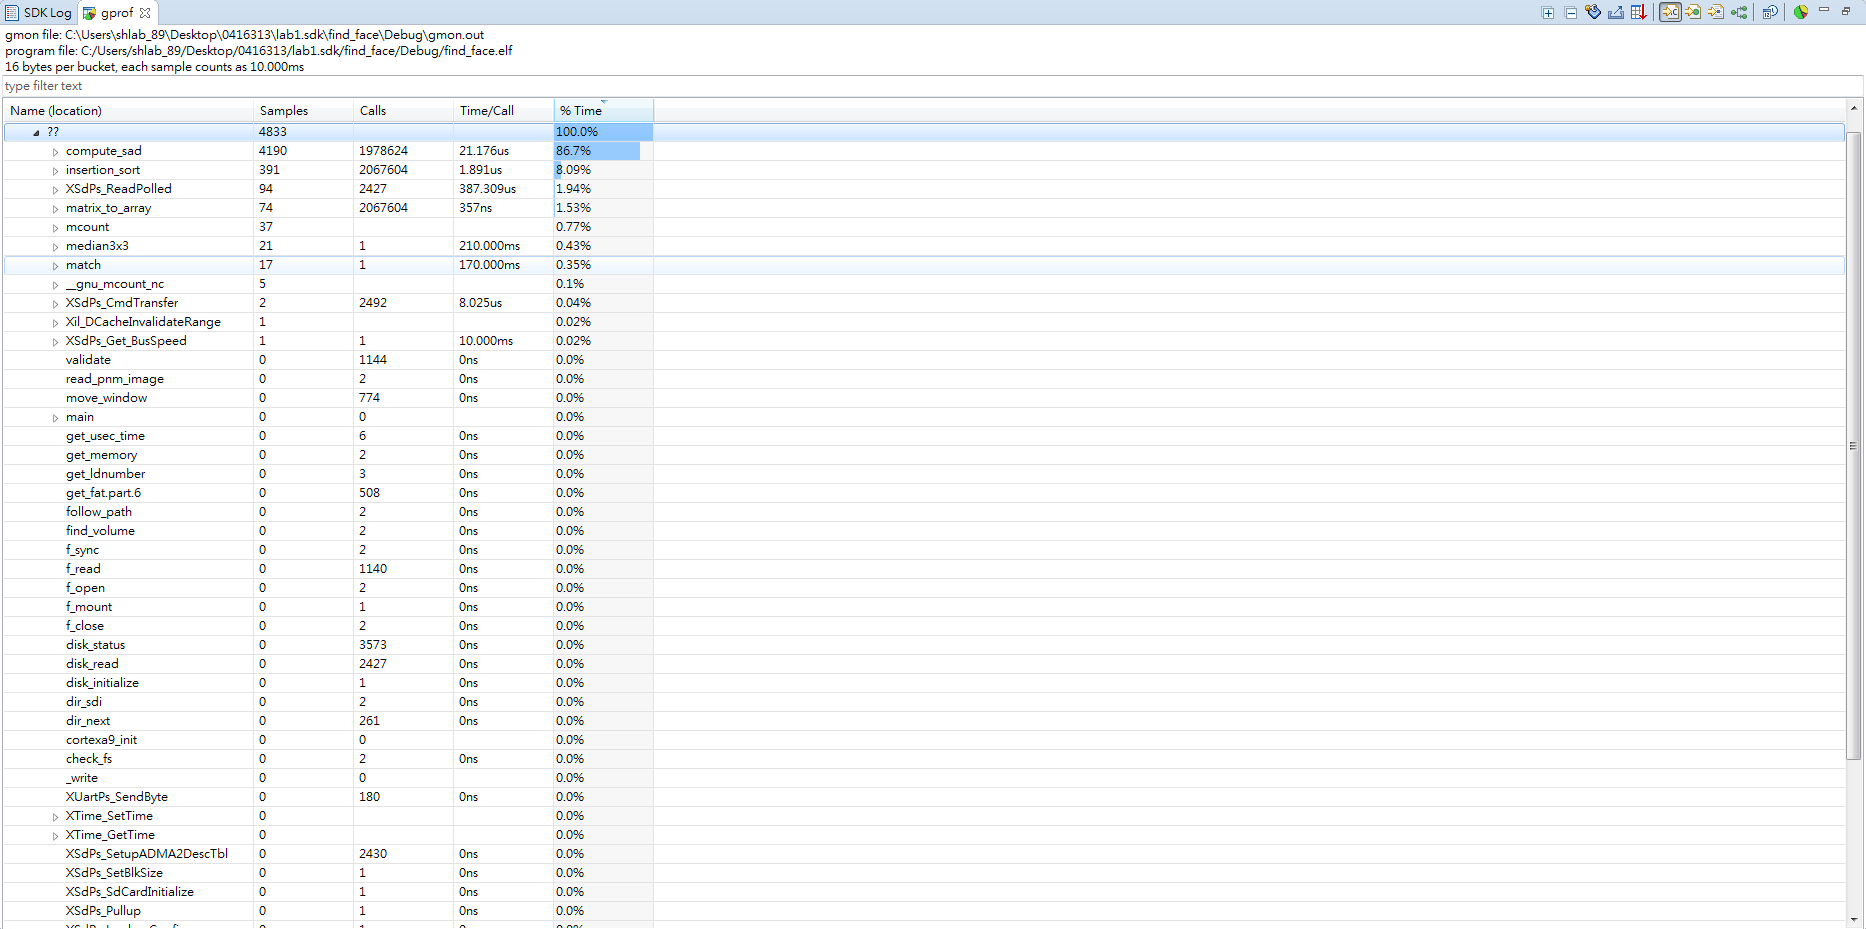 SDK Log gprof
gmon file: C:\Users\shlab_89\Desktop\0416313\lab1.sdk\find_face\Debug\gmon.out
program file: C:/Users/shlab_89/Desktop/0416313/lab1.sdk/find_face/Debug/find_face.elf
16 bytes per bucket, each sample counts as 10.000ms
type filter text
Name (location) Samples Calls Time/Call % Time
?? 4833 100.0%
compute_sad 4190 1978624 21.176us 86.7%
insertion_sort 391 2067604 1.891us 8.09%
XSdPs_ReadPolled 94 2427 387.309us 1.94%
matrix_to_array 74 2067604 357ns 1.53%
mcount 37 0.77%
median3x3 21 1 210.000ms 0.43%
match 17 1 170.000ms 0.35%
__gnu_mcount_nc 5 0.1%
XSdPs_CmdTransfer 2 2492 8.025us 0.04%
Xil_DCacheInvalidateRange 1 0.02%
XSdPs_Get_BusSpeed 1 1 10.000ms 0.02%
validate 0 1144 0ns 0.0%
read_pnm_image 0 2 0ns 0.0%
move_window 0 774 0ns 0.0%
main 0 0 0.0%
get_usec_time 0 6 0ns 0.0%
get_memory 0 2 0ns 0.0%
get_ldnumber 0 3 0ns 0.0%
get_fat.part.6 0 508 0ns 0.0%
follow_path 0 2 0ns 0.0%
find_volume 0 2 0ns 0.0%
f_sync 0 2 0ns 0.0%
f_read 0 1140 0ns 0.0%
f_open 0 2 0ns 0.0%
f_mount 0 1 0ns 0.0%
f_close 0 2 0ns 0.0%
disk_status 0 3573 0ns 0.0%
disk_read 0 2427 0ns 0.0%
disk_initialize 0 1 0ns 0.0%
dir_sdi 0 2 0ns 0.0%
dir_next 0 261 0ns 0.0%
cortexa9_init 0 0 0.0%
check_fs 0 2 0ns 0.0%
_write 0 0 0.0%
XUartPs_SendByte 0 180 0ns 0.0%
XTime_SetTime 0 0.0%
XTime_GetTime 0 0.0%
XSdPs_SetupADMA2DescTbl 0 2430 0ns 0.0%
XSdPs_SetBlkSize 0 1 0ns 0.0%
XSdPs_SdCardInitialize 0 1 0ns 0.0%
XSdPs_Pullup 0 1 0ns 0.0%